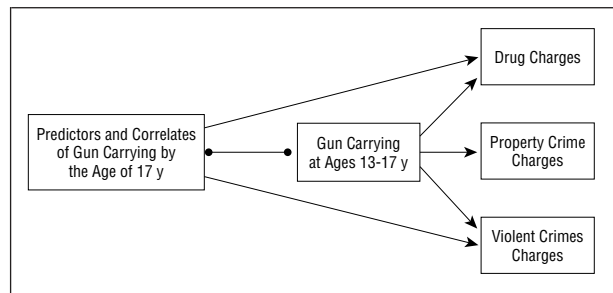 Drug Charges
Predictors and Correlates
of Gun Carrying by
the Age of 17 y
Gun Carrying
at Ages 13-17 y
Property Crime
Charges
Violent Crimes
Charges